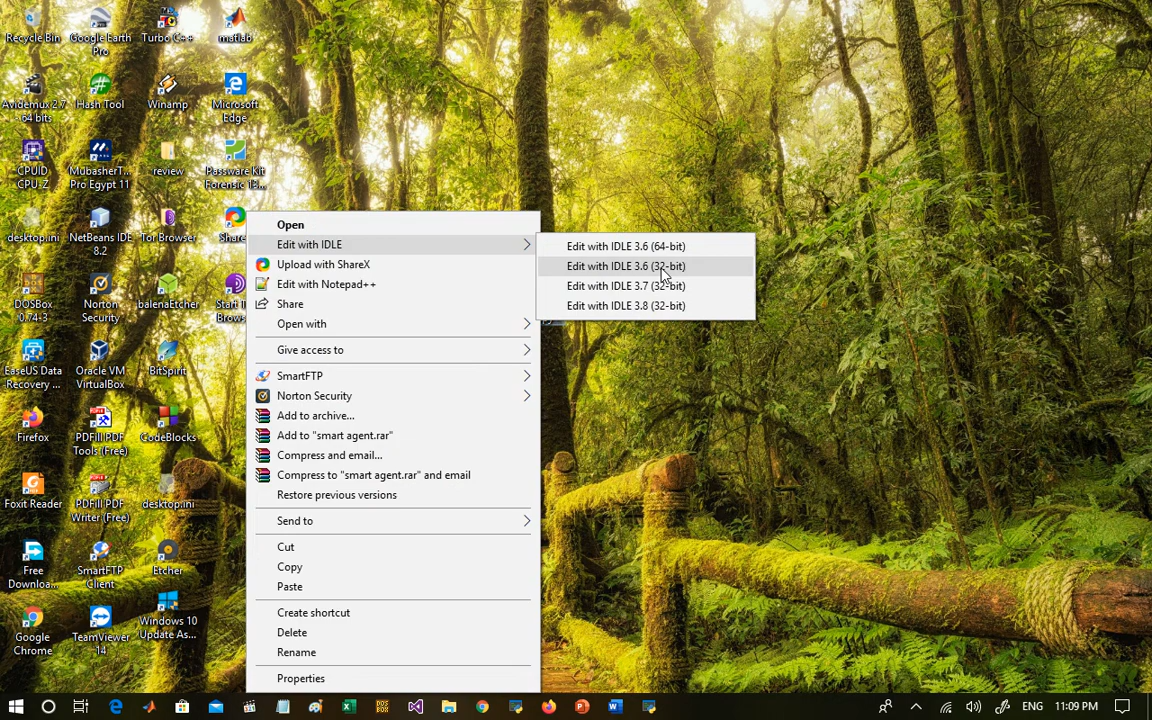 Recycle Bin
Google Earth
Pro
Turbo C++
matlab
Avidemux 2.7
- 64 bits
Hash Tool
Winamp
Microsoft
Edge
CPUID
CPU-Z
MubasherT...
Pro Egypt 11
review
Passware Kit
Forensic 13...
desktop.ini
NetBeans IDE
8.2
Tor Browser
Share
DOSBox
0.74-3
Norton
Security
balenaEtcher
Start T
Brows
EaseUS Data
Recovery ...
Oracle VM
VirtualBox
BitSpirit
Firefox
PDFill PDF
Tools (Free)
CodeBlocks
Foxit Reader
PDFill PDF
Writer (Free)
desktop.ini
Free
Downloa...
SmartFTP
Client
Etcher
Google
Chrome
TeamViewer
14
Windows 10
Update As...
Open
Edit with IDLE
Upload with ShareX
Edit with Notepad++
Share
Open with
Give access to
SmartFTP
Norton Security
Add to archive...
Add to "smart agent.rar"
Compress and email...
Compress to "smart agent.rar" and email
Restore previous versions
Send to
Cut
Copy
Paste
Create shortcut
Delete
Rename
Properties
Edit with IDLE 3.6 (64-bit)
Edit with IDLE 3.6 (32-bit)
Edit with IDLE 3.7 (32-bit)
Edit with IDLE 3.8 (32-bit)
ENG
11:09 PM